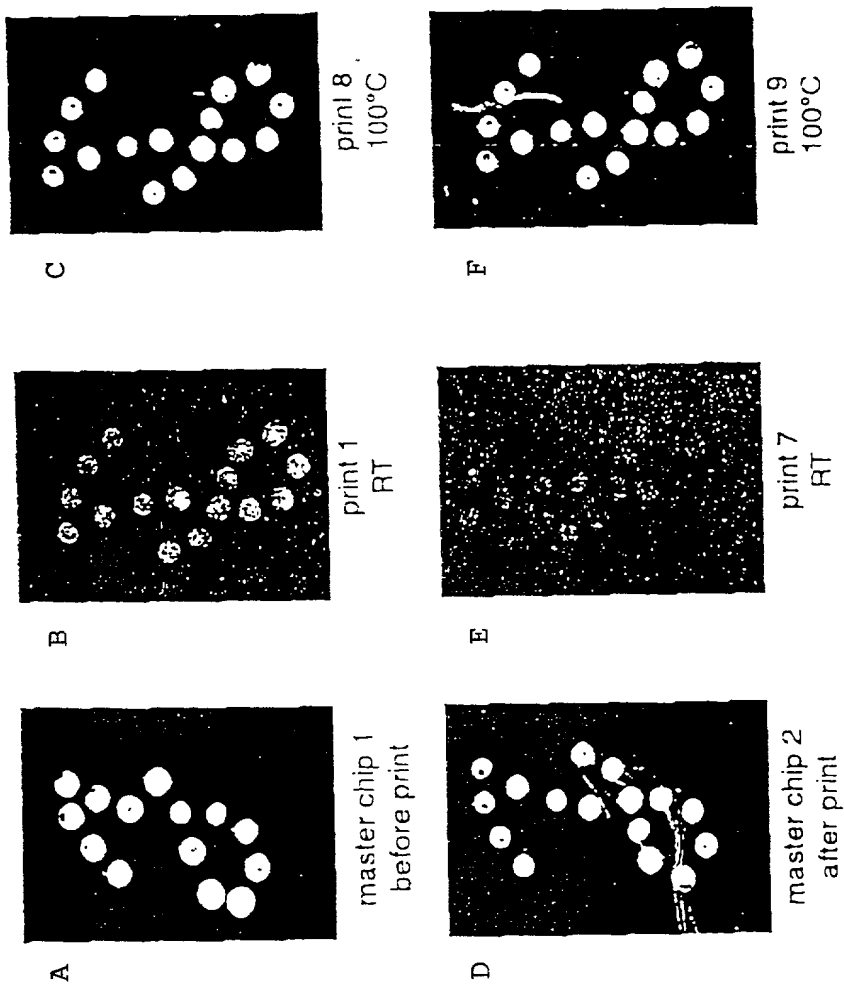 C
print 8
100°C
F
print 9
100°C
B
print 1
RT
E
print 7
RT
A
master chip 1
before print
D
master chip 2
after print